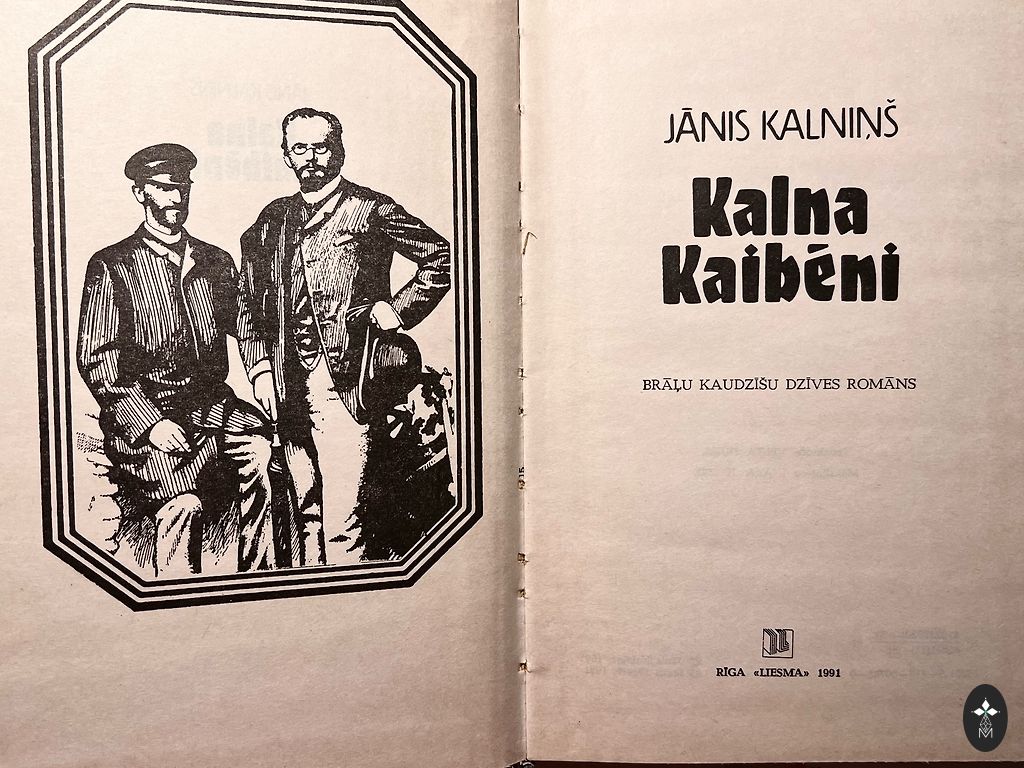 JĀNIS KALNIŅŠ
Kalna
Kaibēni
BRĀĻU KAUDZĪŠU DZĪVES ROMĀNS
RĪGA «LIESMA» 1991
M